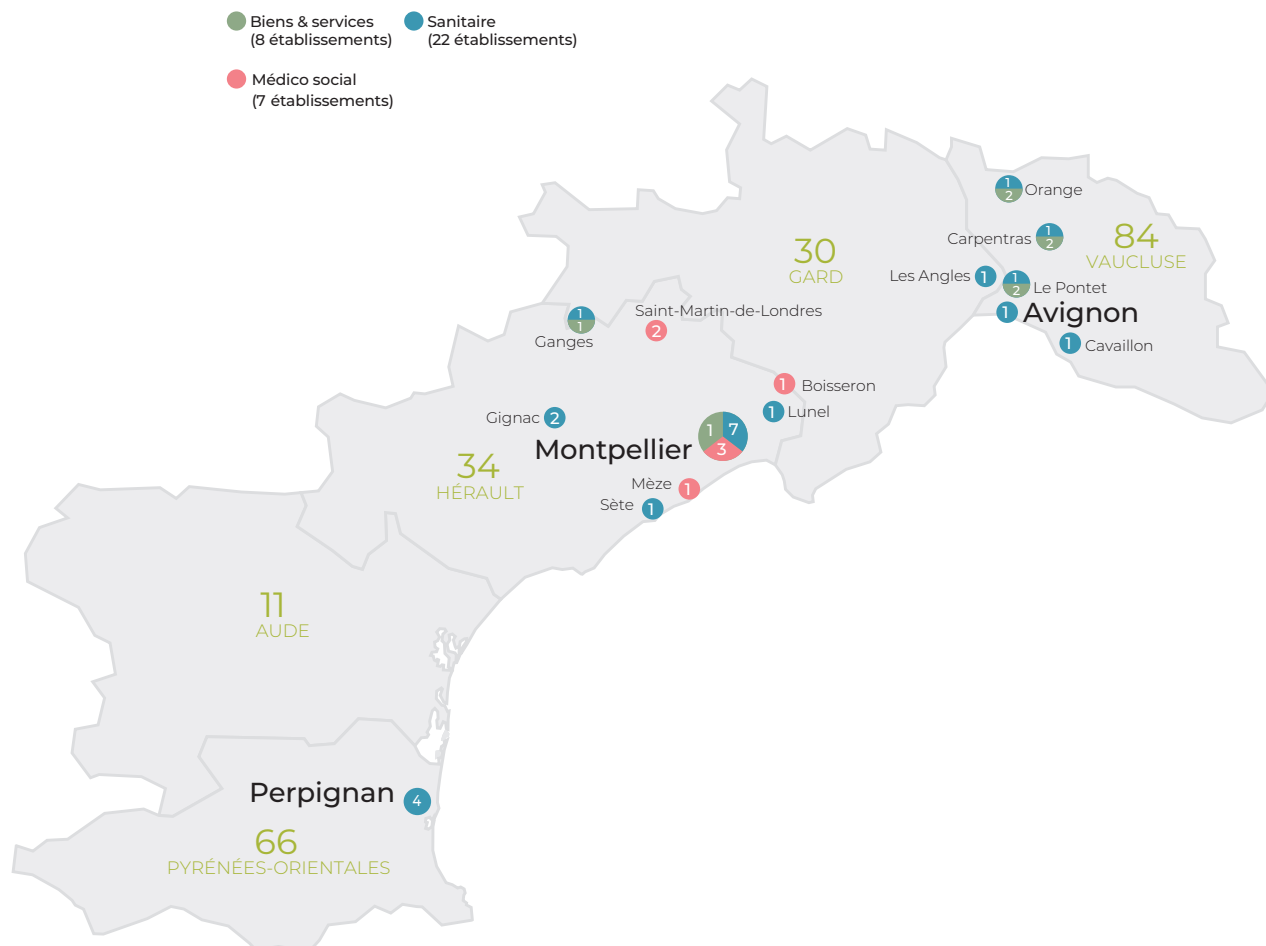 Biens & services
(8 établissements)
Sanitaire
(22 établissements)
Médico social
(7 établissements)
1
2
Orange
Carpentras
1
2
84
VAUCLUSE
30
GARD
Les Angles
1
1
2
Le Pontet
1
Avignon
1
Cavaillon
Saint-Martin-de-Londres
2
1
1
Ganges
1
Boisseron
Gignac
2
1
Lunel
Montpellier
1
7
3
34
HÉRAULT
Mèze
1
Sète
1
11
AUDE
Perpignan
4
66
PYRÉNÉES-ORIENTALES